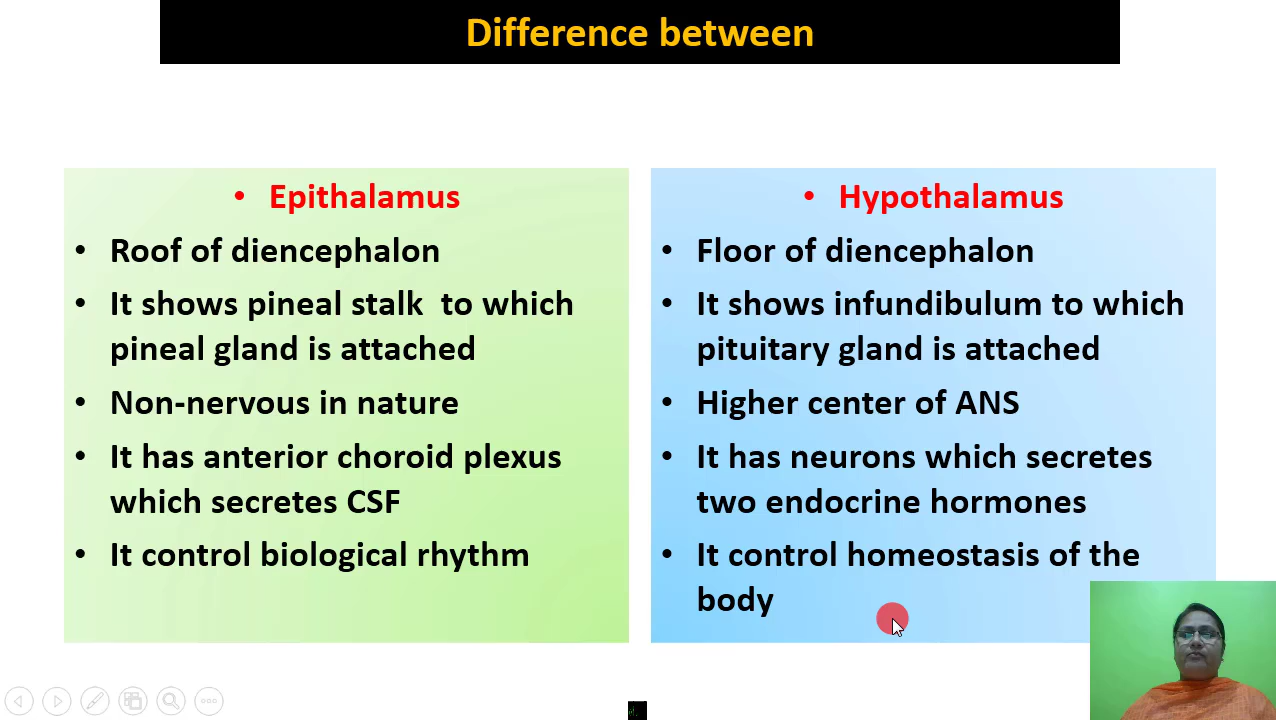 Difference between
• Epithalamus
• Roof of diencephalon
• It shows pineal stalk to which
pineal gland is attached
• Non-nervous in nature
• It has anterior choroid plexus
which secretes CSF
• It control biological rhythm
• Hypothalamus
• Floor of diencephalon
• It shows infundibulum to which
pituitary gland is attached
• Higher center of ANS
• It has neurons which secretes
two endocrine hormones
• It control homeostasis of the
body